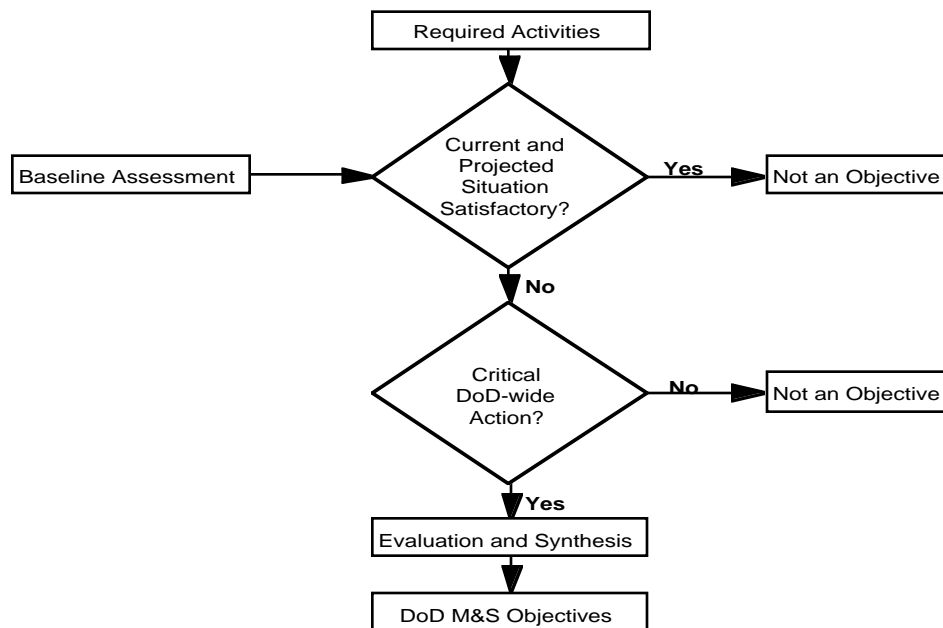 Required Activities
Current and
Projected
Situation
Satisfactory?
Baseline Assessment
Yes
Not an Objective
No
Critical
DoD-wide
Action?
No
Not an Objective
Yes
Evaluation and Synthesis
DoD M&S Objectives